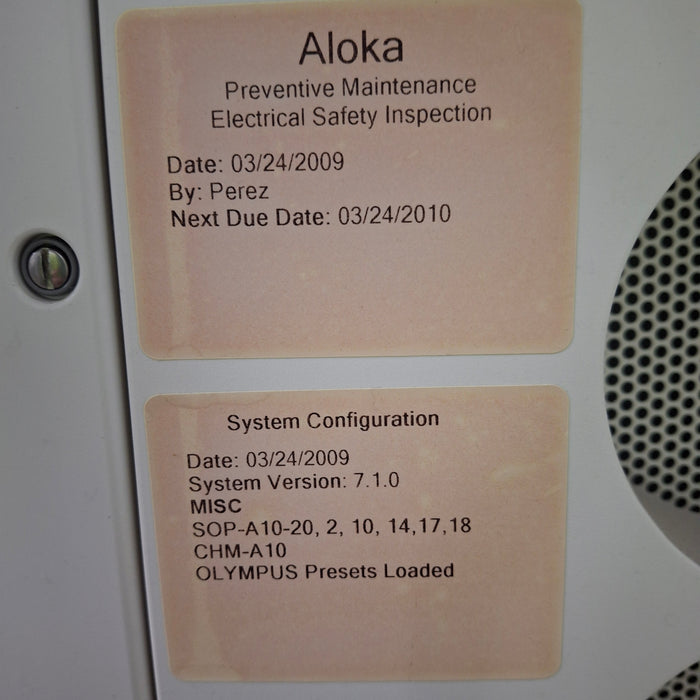 Aloka
Preventive Maintenance
Electrical Safety Inspection
Date: 03/24/2009
By: Perez
Next Due Date: 03/24/2010
System Configuration
Date: 03/24/2009
System Version: 7.1.0
MISC
SOP-A10-20, 2, 10, 14,17,18
CHM-A10
OLYMPUS Presets Loaded